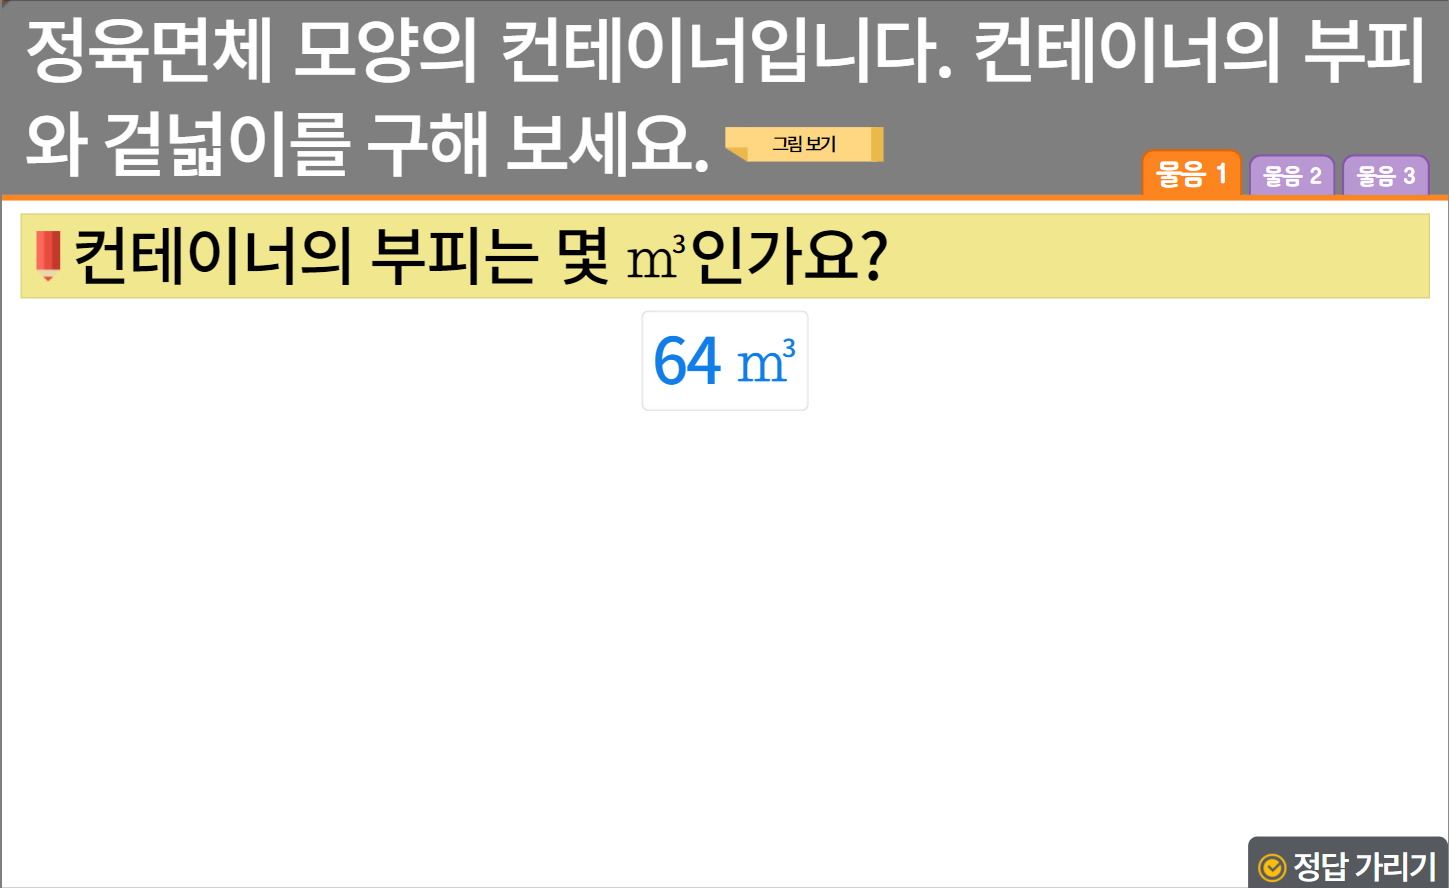 정육면체 모양의 컨테이너입니다. 컨테이너의 부피
와 겉넓이를 구해 보세요. 그림 보기
물음 1 물음 2 물음 3
컨테이너의 부피는 몇 m³인가요?
64 m³
정답 가리기